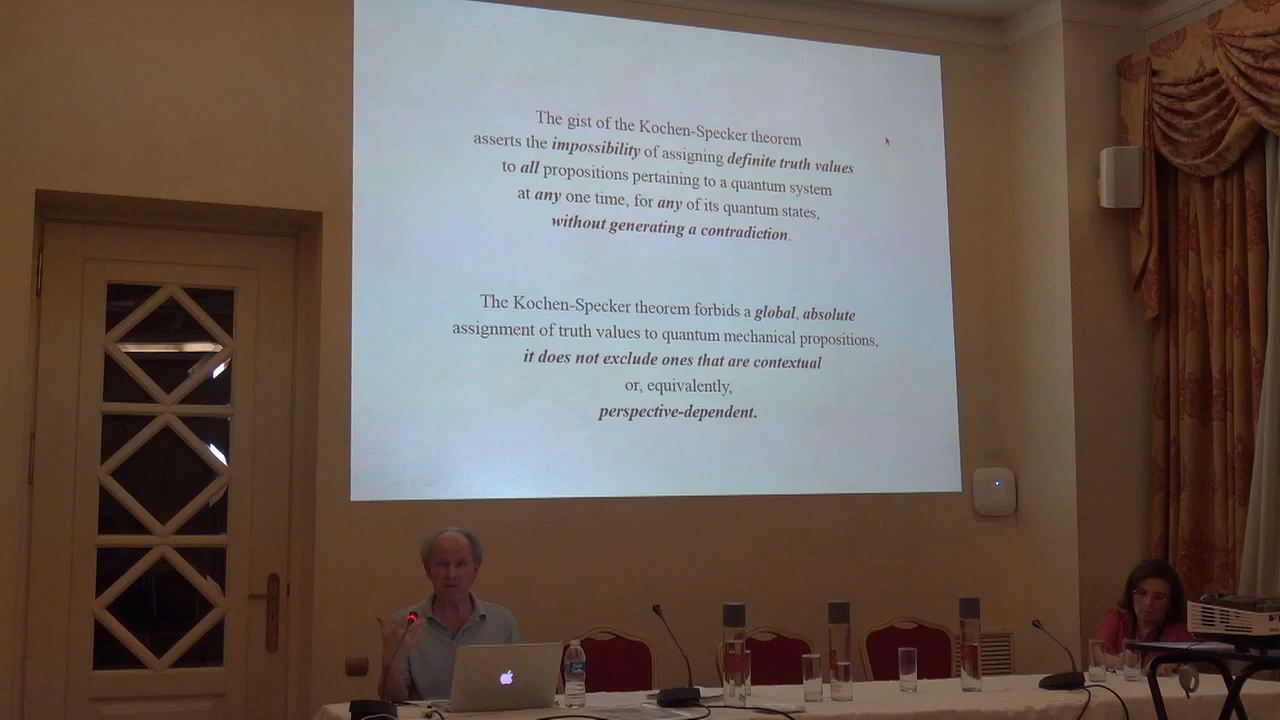 The gist of the Kochen-Specker theorem
asserts the impossibility of assigning definite truth values
to all propositions pertaining to a quantum system
at any one time, for any of its quantum states,
without generating a contradiction.
The Kochen-Specker theorem forbids a global, absolute
assignment of truth values to quantum mechanical propositions,
it does not exclude ones that are contextual
or, equivalently,
perspective-dependent.